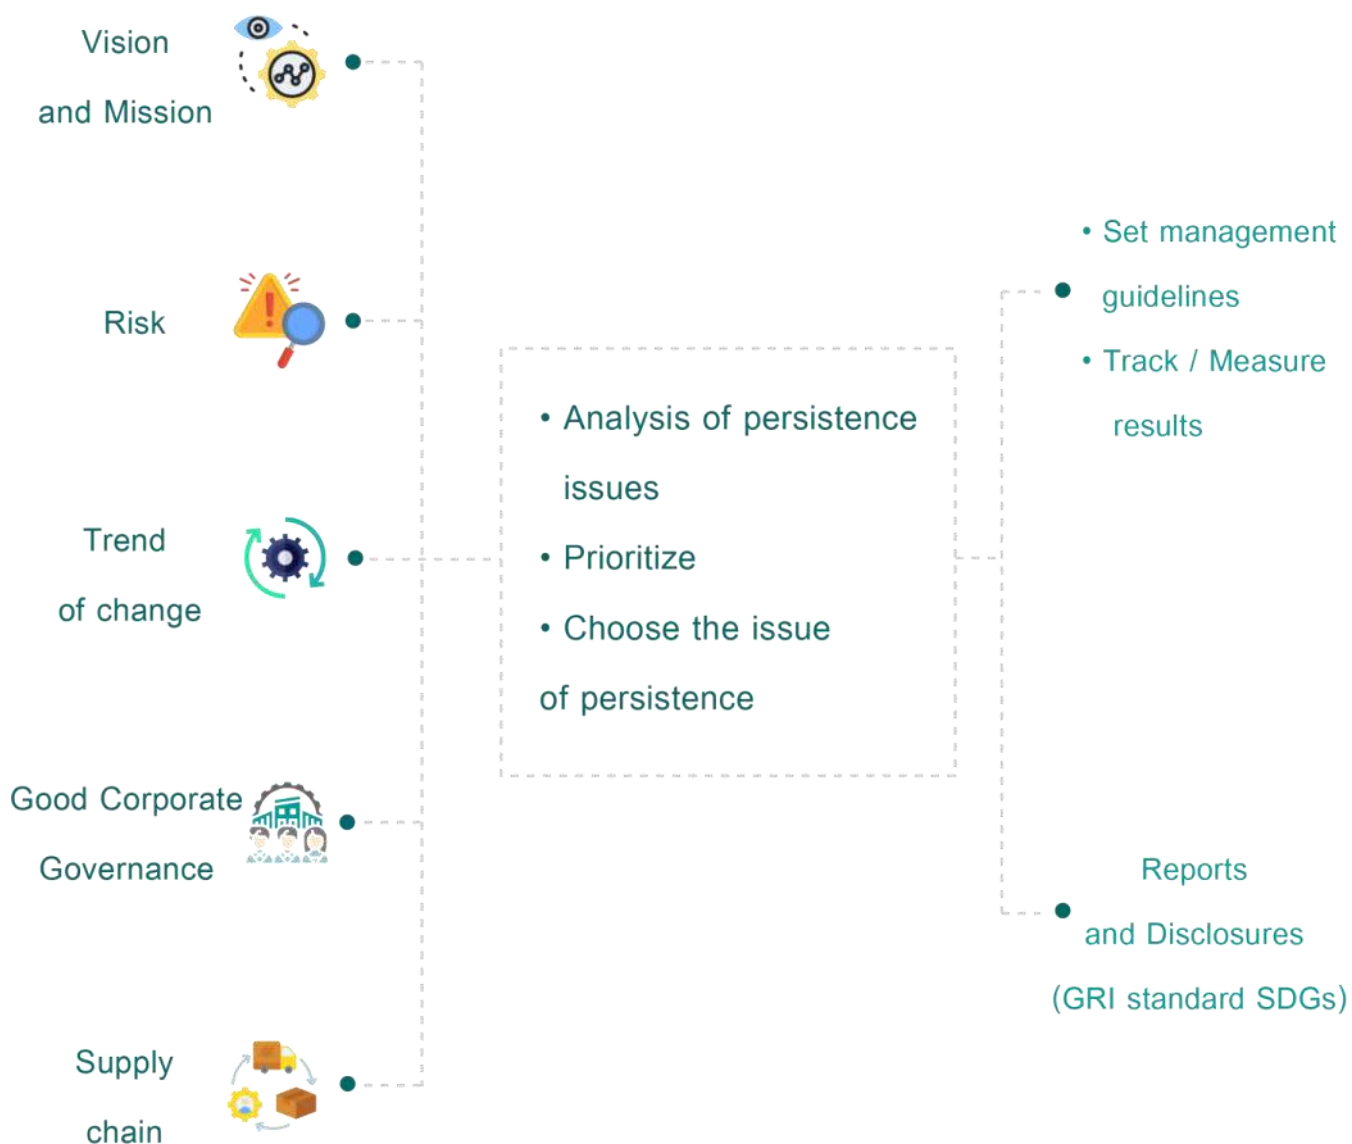 Vision
and Mission
Risk
Trend
of change
Good Corporate
Governance
Supply
chain
• Analysis of persistence
issues
• Prioritize
• Choose the issue
of persistence
• Set management
guidelines
• Track / Measure
results
Reports
and Disclosures
(GRI standard SDGs)